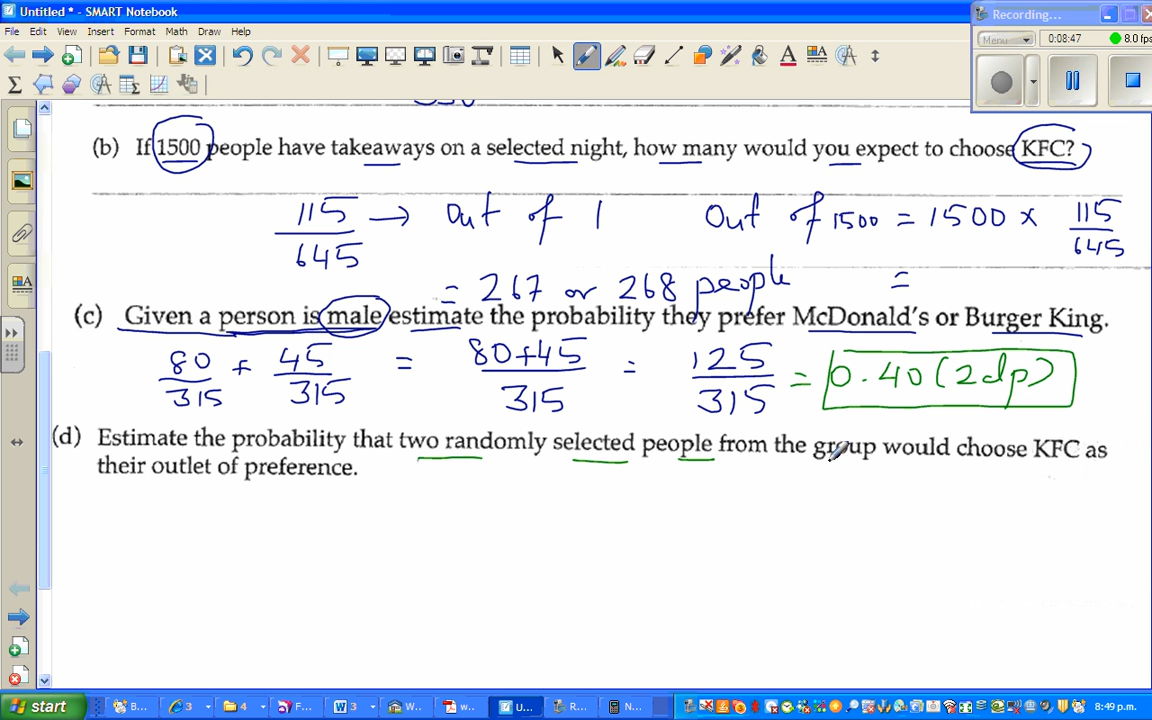 Untitled * - SMART Notebook
Recording...
File Edit View Insert Format Math Draw Help
Menu 0:08:47 8.0 fps
(b) If 1500 people have takeaways on a selected night, how many would you expect to choose KFC?
115/645 → Out of 1 Out of 1500 = 1500 × 115/645
= 267 or 268 people =
(c) Given a person is male estimate the probability they prefer McDonald's or Burger King.
80/315 + 45/315 = 80+45/315 = 125/315 = 0.40 (2dp)
(d) Estimate the probability that two randomly selected people from the group would choose KFC as
their outlet of preference.
start B... 3 4 F... 3 W... w... U... R... N... 8:49 p.m.